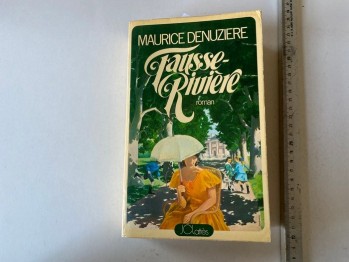 MAURICE DENUZIERE
Fausse-
Rivière
roman
JClattès